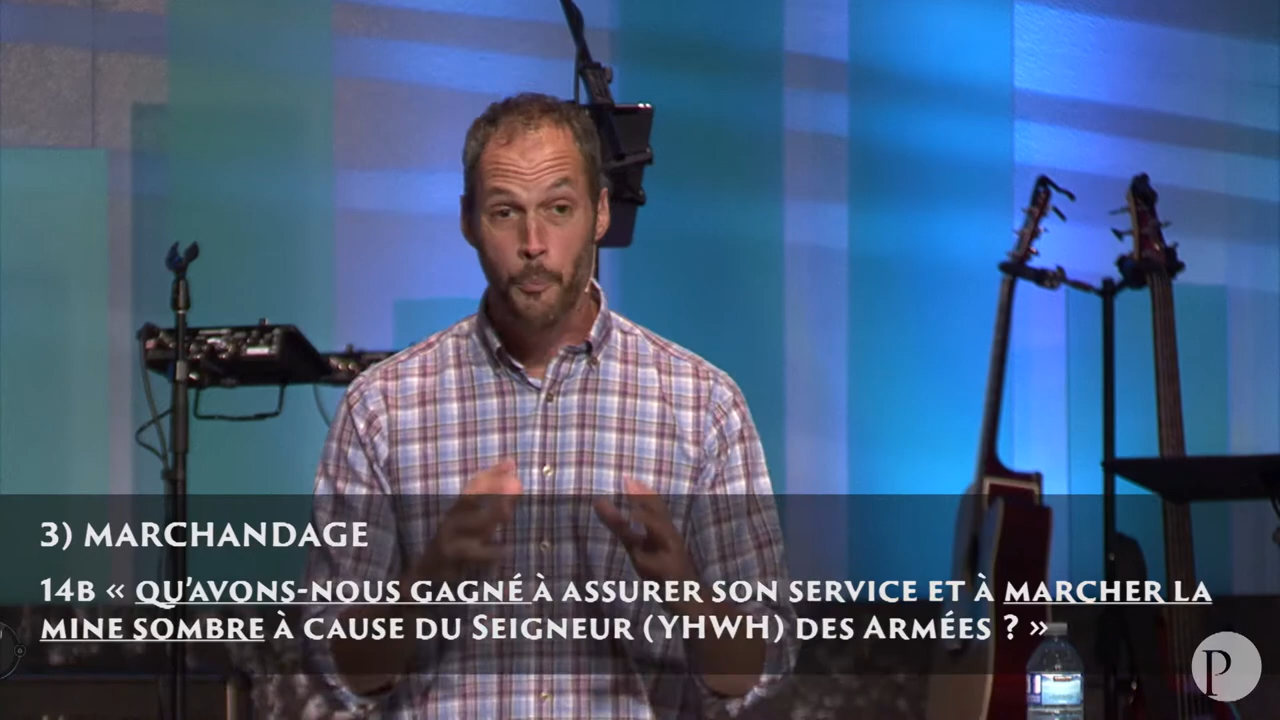 3) MARCHANDAGE
14B « QU'AVONS-NOUS GAGNÉ À ASSURER SON SERVICE ET À MARCHER LA
MINE SOMBRE À CAUSE DU SEIGNEUR (YHWH) DES ARMÉES ? »
P